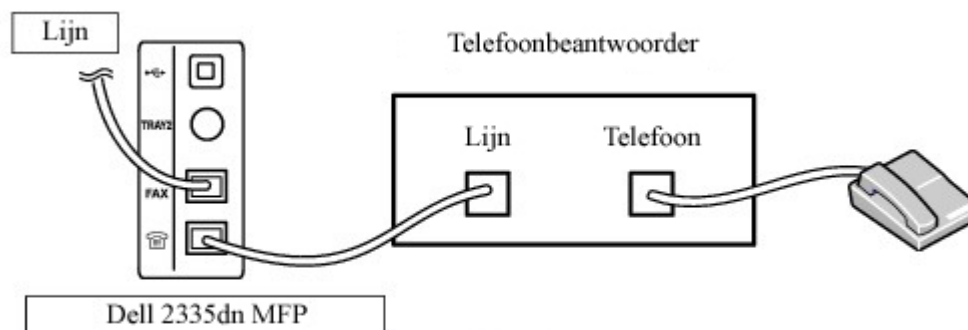 Lijn
Telefoonbeantwoorder
TRAY2
Lijn
Telefoon
FAX
Dell 2335dn MFP